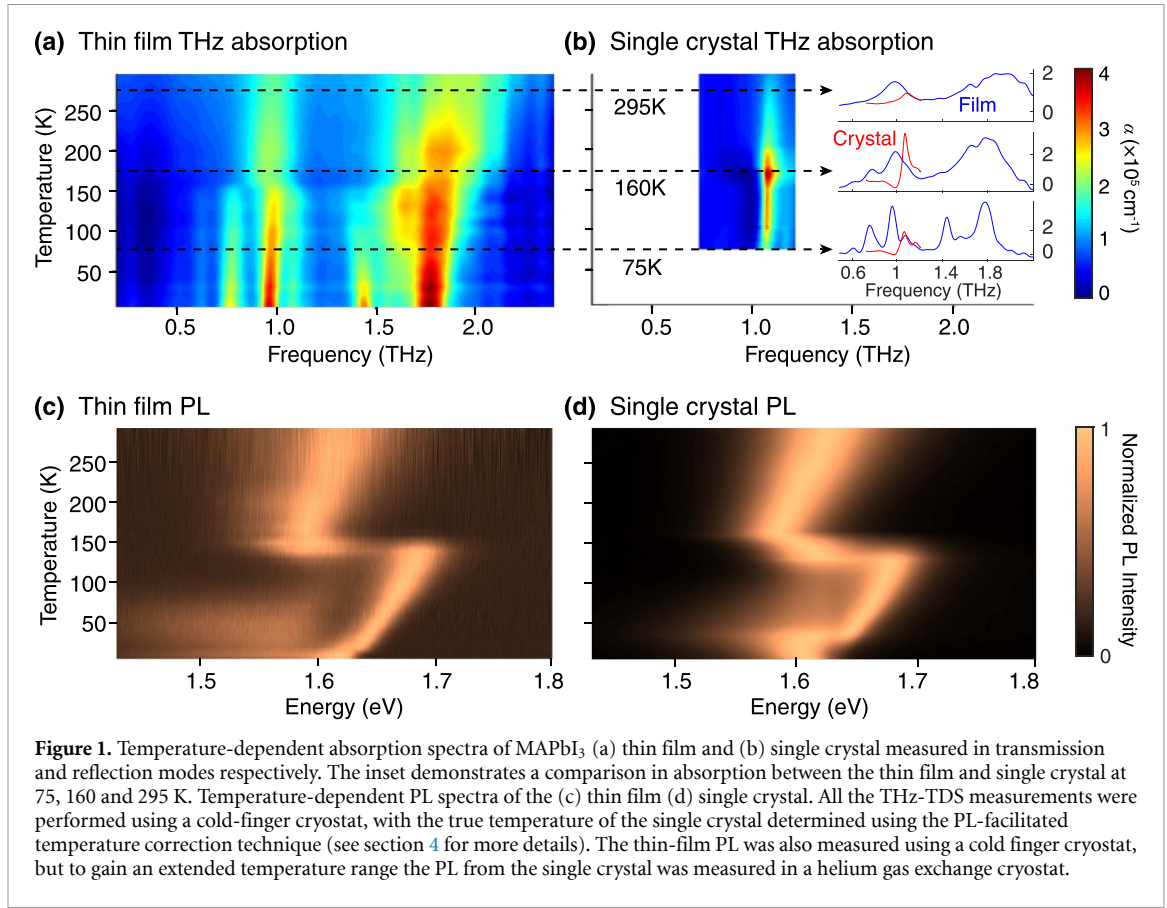 (a) Thin film THz absorption
(b) Single crystal THz absorption
Temperature (K)
250
200
150
100
50
0.5
1.0
1.5
2.0
Frequency (THz)
295K
160K
75K
0.5
1.0
1.5
2.0
Frequency (THz)
Film
Crystal
2
0
2
0
2
0
0.6
1
1.4
1.8
Frequency (THz)
4
3
2
1
0
α (×10⁵ cm⁻¹)
(c) Thin film PL
(d) Single crystal PL
Temperature (K)
250
200
150
100
50
1.5
1.6
1.7
1.8
Energy (eV)
1.5
1.6
1.7
1.8
Energy (eV)
1
0
Normalized PL Intensity
Figure 1. Temperature-dependent absorption spectra of MAPbI₃ (a) thin film and (b) single crystal measured in transmission
and reflection modes respectively. The inset demonstrates a comparison in absorption between the thin film and single crystal at
75, 160 and 295 K. Temperature-dependent PL spectra of the (c) thin film (d) single crystal. All the THz-TDS measurements were
performed using a cold-finger cryostat, with the true temperature of the single crystal determined using the PL-facilitated
temperature correction technique (see section 4 for more details). The thin-film PL was also measured using a cold finger cryostat,
but to gain an extended temperature range the PL from the single crystal was measured in a helium gas exchange cryostat.